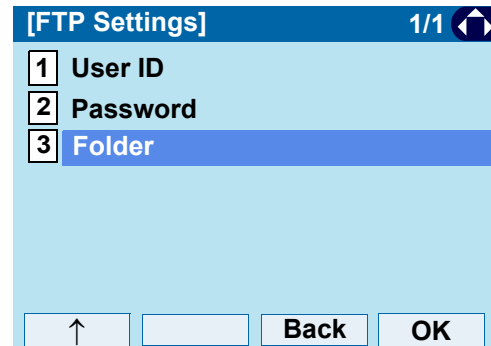 [FTP Settings] 1/1
1 User ID
2 Password
3 Folder
↑ Back OK